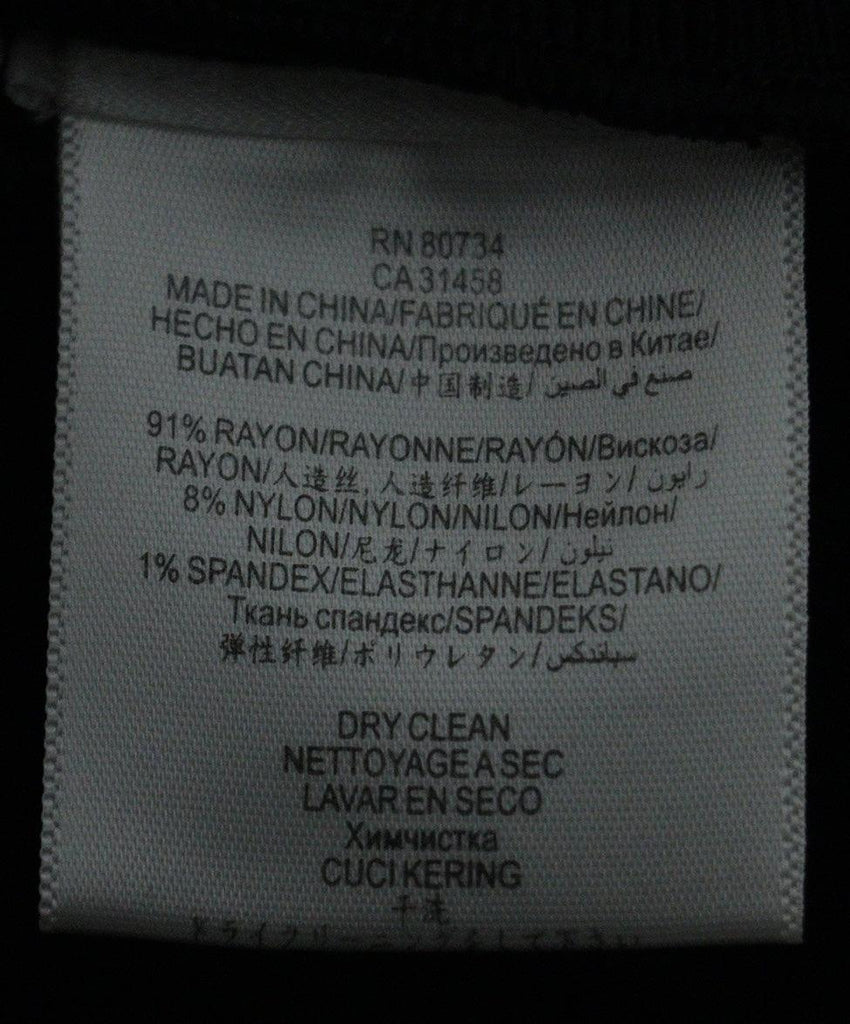 RN 80734
CA 31458
MADE IN CHINA/FABRIQUÉ EN CHINE/
HECHO EN CHINA/Произведено в Китае/
BUATAN CHINA/中国制造/ صنع في الصين
91% RAYON/RAYONNE/RAYÓN/Вискоза/
RAYON/人造丝, 人造纤维/レーヨン/ رايون
8% NYLON/NYLON/NILON/Нейлон/
NILON/尼龙/ナイロン/ نيلون
1% SPANDEX/ELASTHANNE/ELASTANO/
Ткань спандекс/SPANDEKS/
弹性纤维/ポリウレタン/ سباندكس
DRY CLEAN
NETTOYAGE A SEC
LAVAR EN SECO
Химчистка
CUCI KERING
干洗